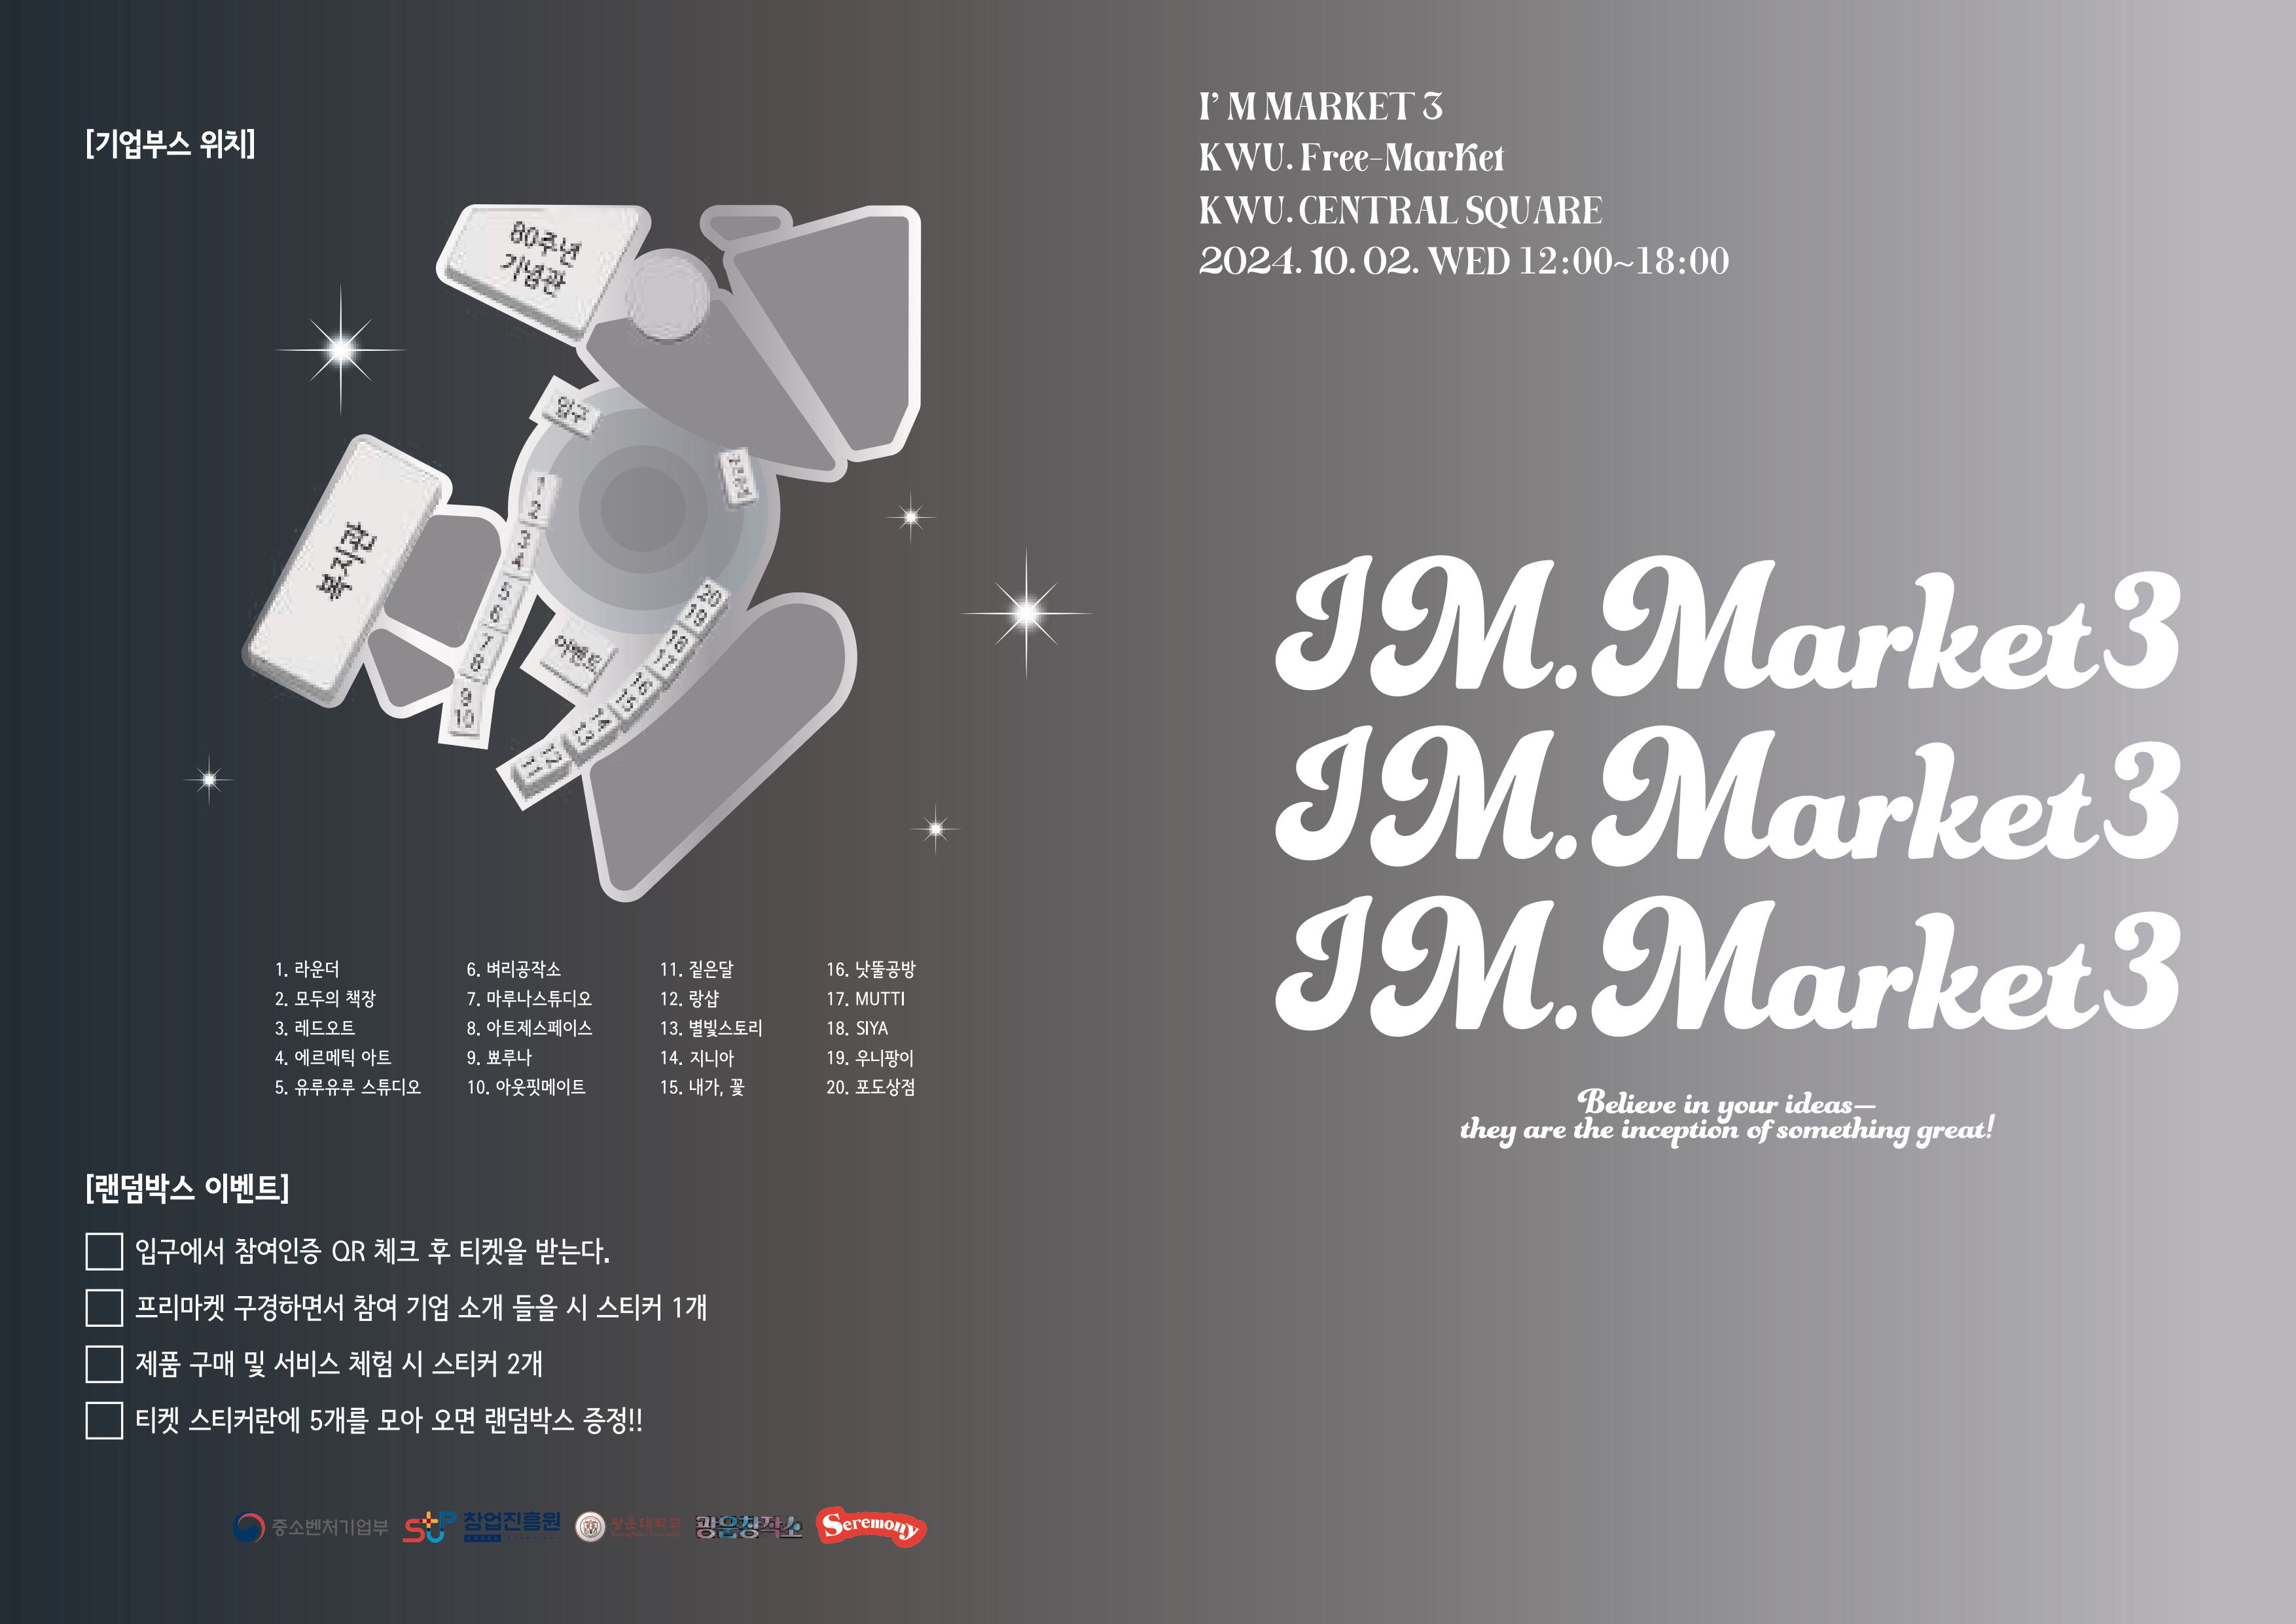 [기업부스 위치]
80주년
기념관
입구
복지관
1
2
3
4
5
6
7
8
9
10
이벤트
20
19
18
17
16
15
14
13
12
11
1. 라운더
2. 모두의 책장
3. 레드오트
4. 에르메틱 아트
5. 유루유루 스튜디오
6. 벼리공작소
7. 마루나스튜디오
8. 아트제스페이스
9. 뾰루나
10. 아웃핏메이트
11. 짙은달
12. 랑샵
13. 별빛스토리
14. 지니아
15. 내가, 꽃
16. 낫뚤공방
17. MUTTI
18. SIYA
19. 우니팡이
20. 포도상점
[랜덤박스 이벤트]
입구에서 참여인증 QR 체크 후 티켓을 받는다.
프리마켓 구경하면서 참여 기업 소개 들을 시 스티커 1개
제품 구매 및 서비스 체험 시 스티커 2개
티켓 스티커란에 5개를 모아 오면 랜덤박스 증정!!
중소벤처기업부
창업진흥원
광운대학교
광운창작소
Seremony
I'M MARKET 3
KWU. Free-Market
KWU. CENTRAL SQUARE
2024. 10. 02. WED 12:00~18:00
IM.Market3
IM.Market3
IM.Market3
Believe in your ideas—
they are the inception of something great!